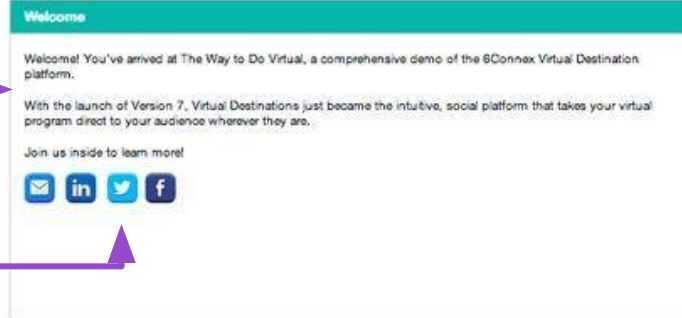 Welcome
Welcome! You've arrived at The Way to Do Virtual, a comprehensive demo of the 6Connex Virtual Destination
platform.
With the launch of Version 7, Virtual Destinations just became the intuitive, social platform that takes your virtual
program direct to your audience wherever they are.
Join us inside to learn more!
in f